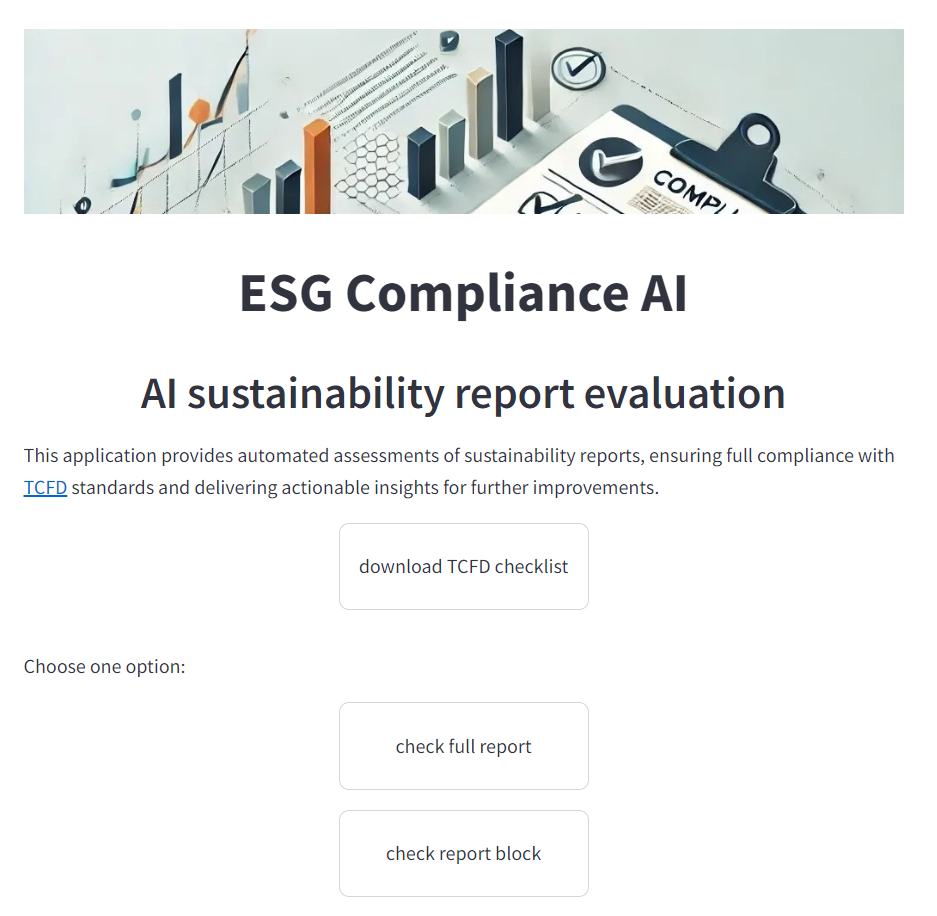 COMPL
ESG Compliance AI
AI sustainability report evaluation
This application provides automated assessments of sustainability reports, ensuring full compliance with
TCFD standards and delivering actionable insights for further improvements.
download TCFD checklist
Choose one option:
check full report
check report block